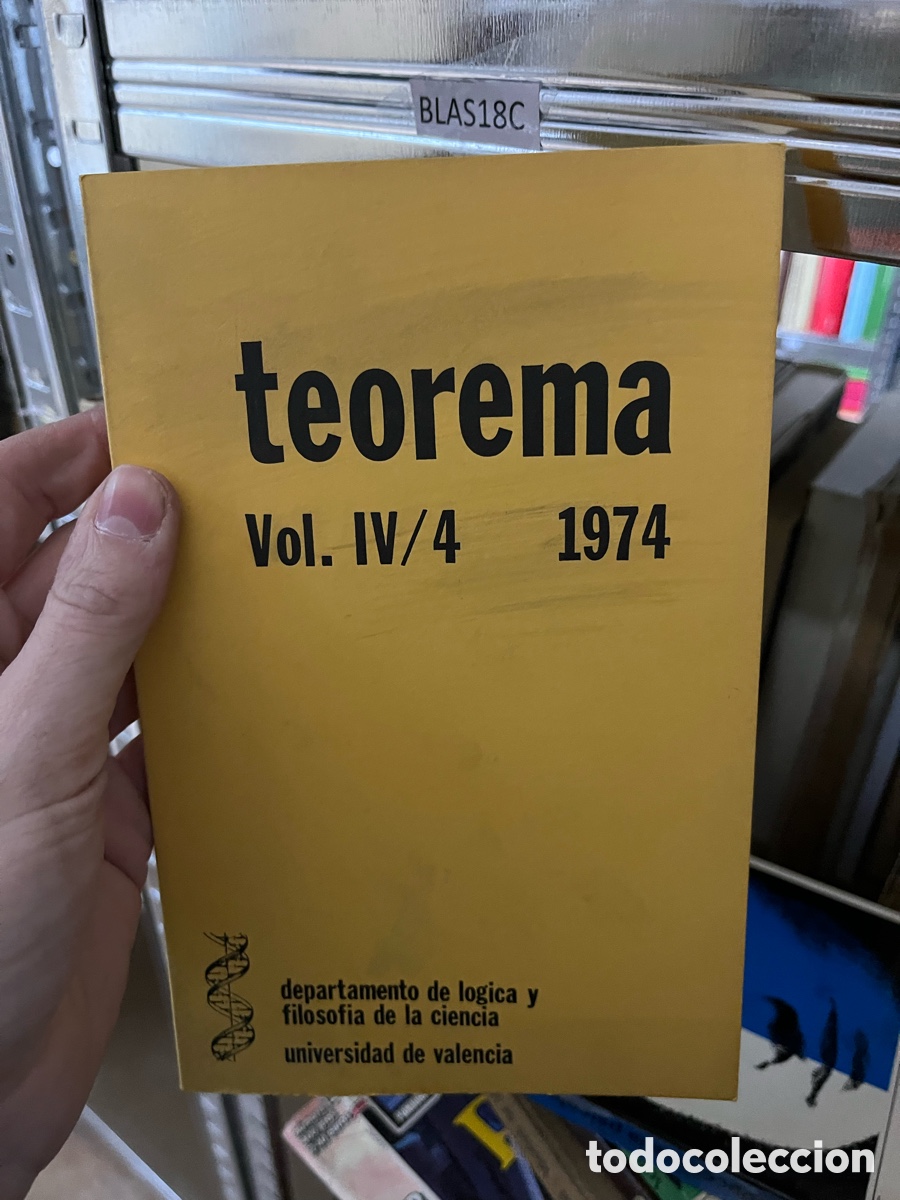 BLAS18C
teorema
Vol. IV/4 1974
departamento de logica y
filosofia de la ciencia
universidad de valencia
todocoleccion